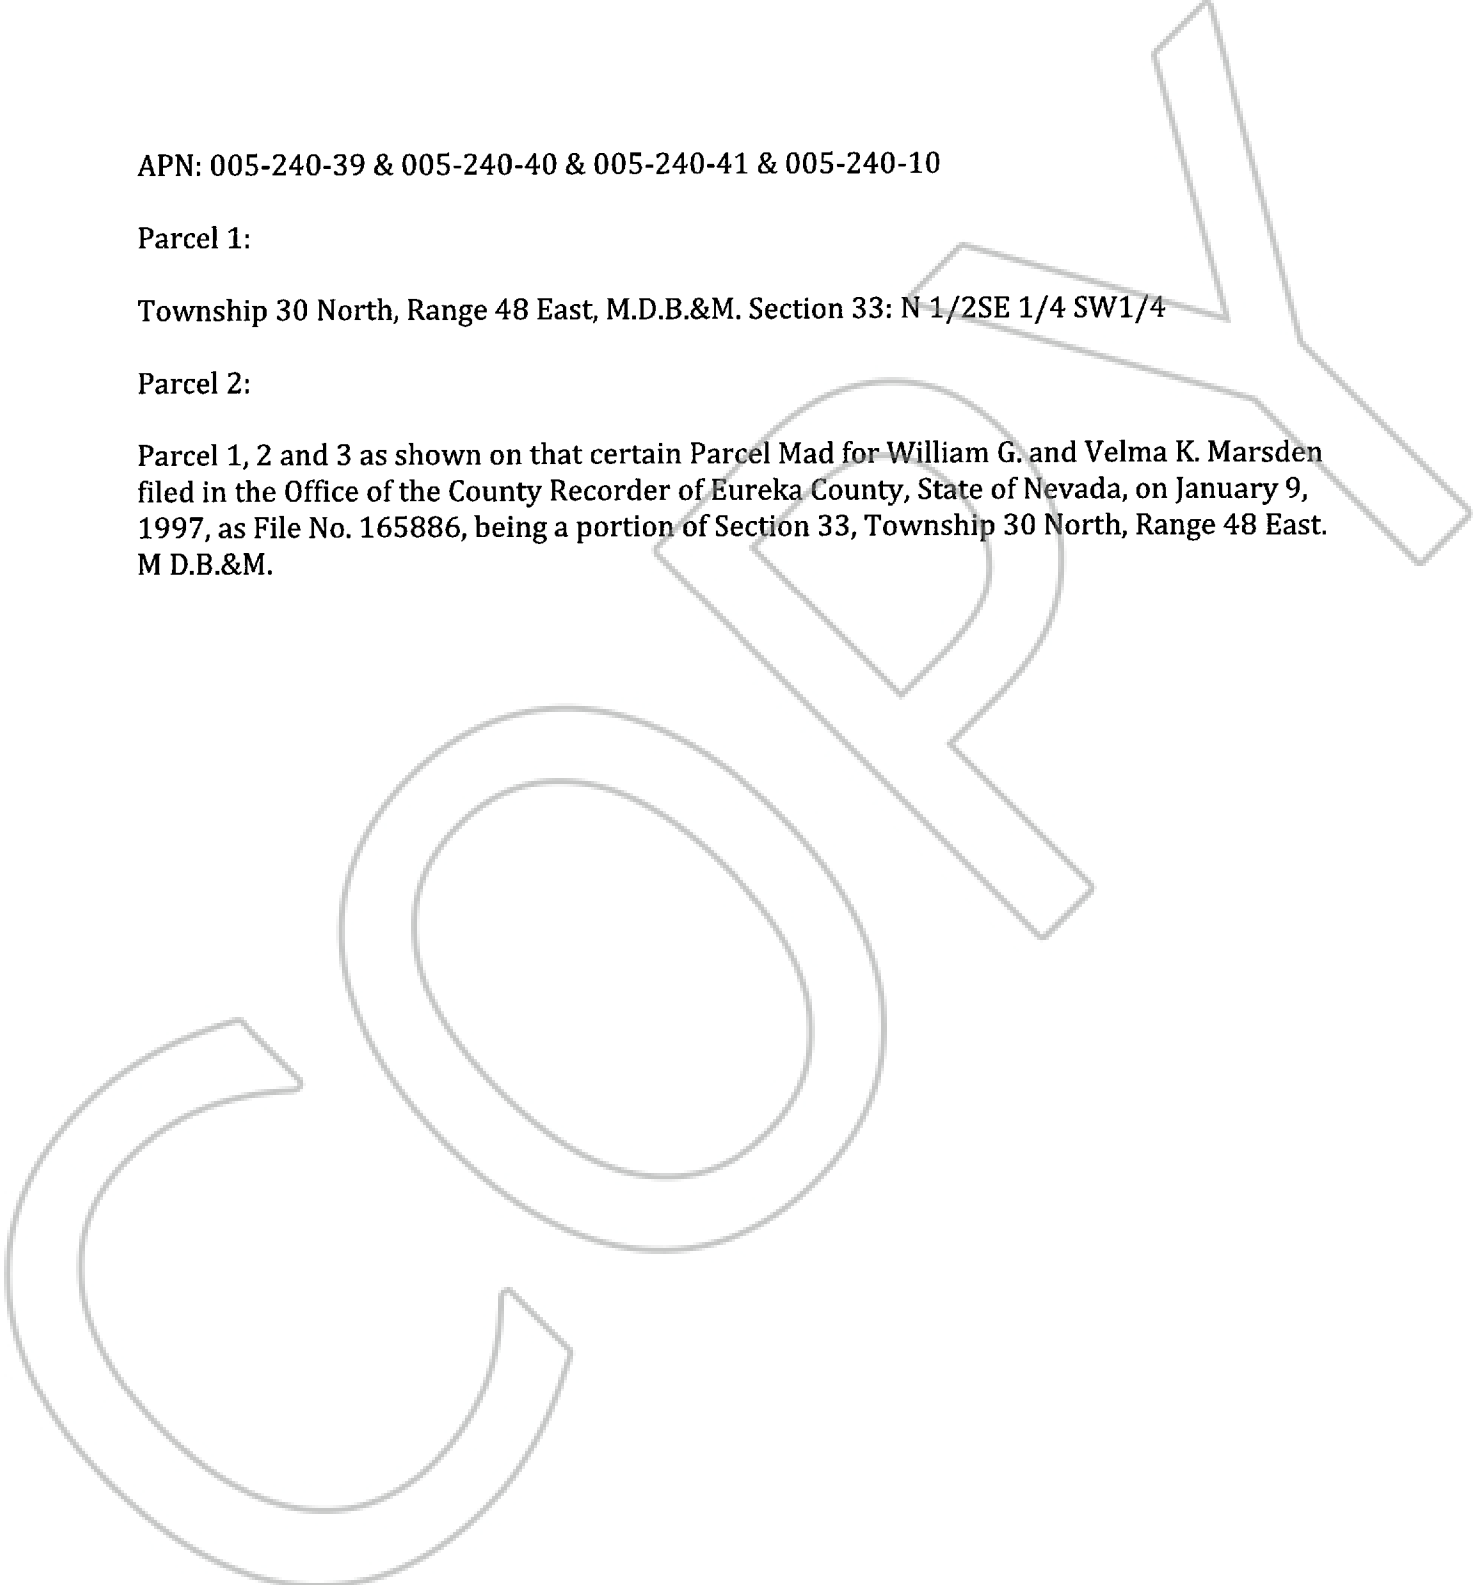 APN: 005-240-39 & 005-240-40 & 005-240-41 & 005-240-10
Parcel 1:
Township 30 North, Range 48 East, M.D.B.&M. Section 33: N 1/2SE 1/4 SW1/4
Parcel 2:
Parcel 1, 2 and 3 as shown on that certain Parcel Mad for William G. and Velma K. Marsden
filed in the Office of the County Recorder of Eureka County, State of Nevada, on January 9,
1997, as File No. 165886, being a portion of Section 33, Township 30 North, Range 48 East.
M D.B.&M.
COPY